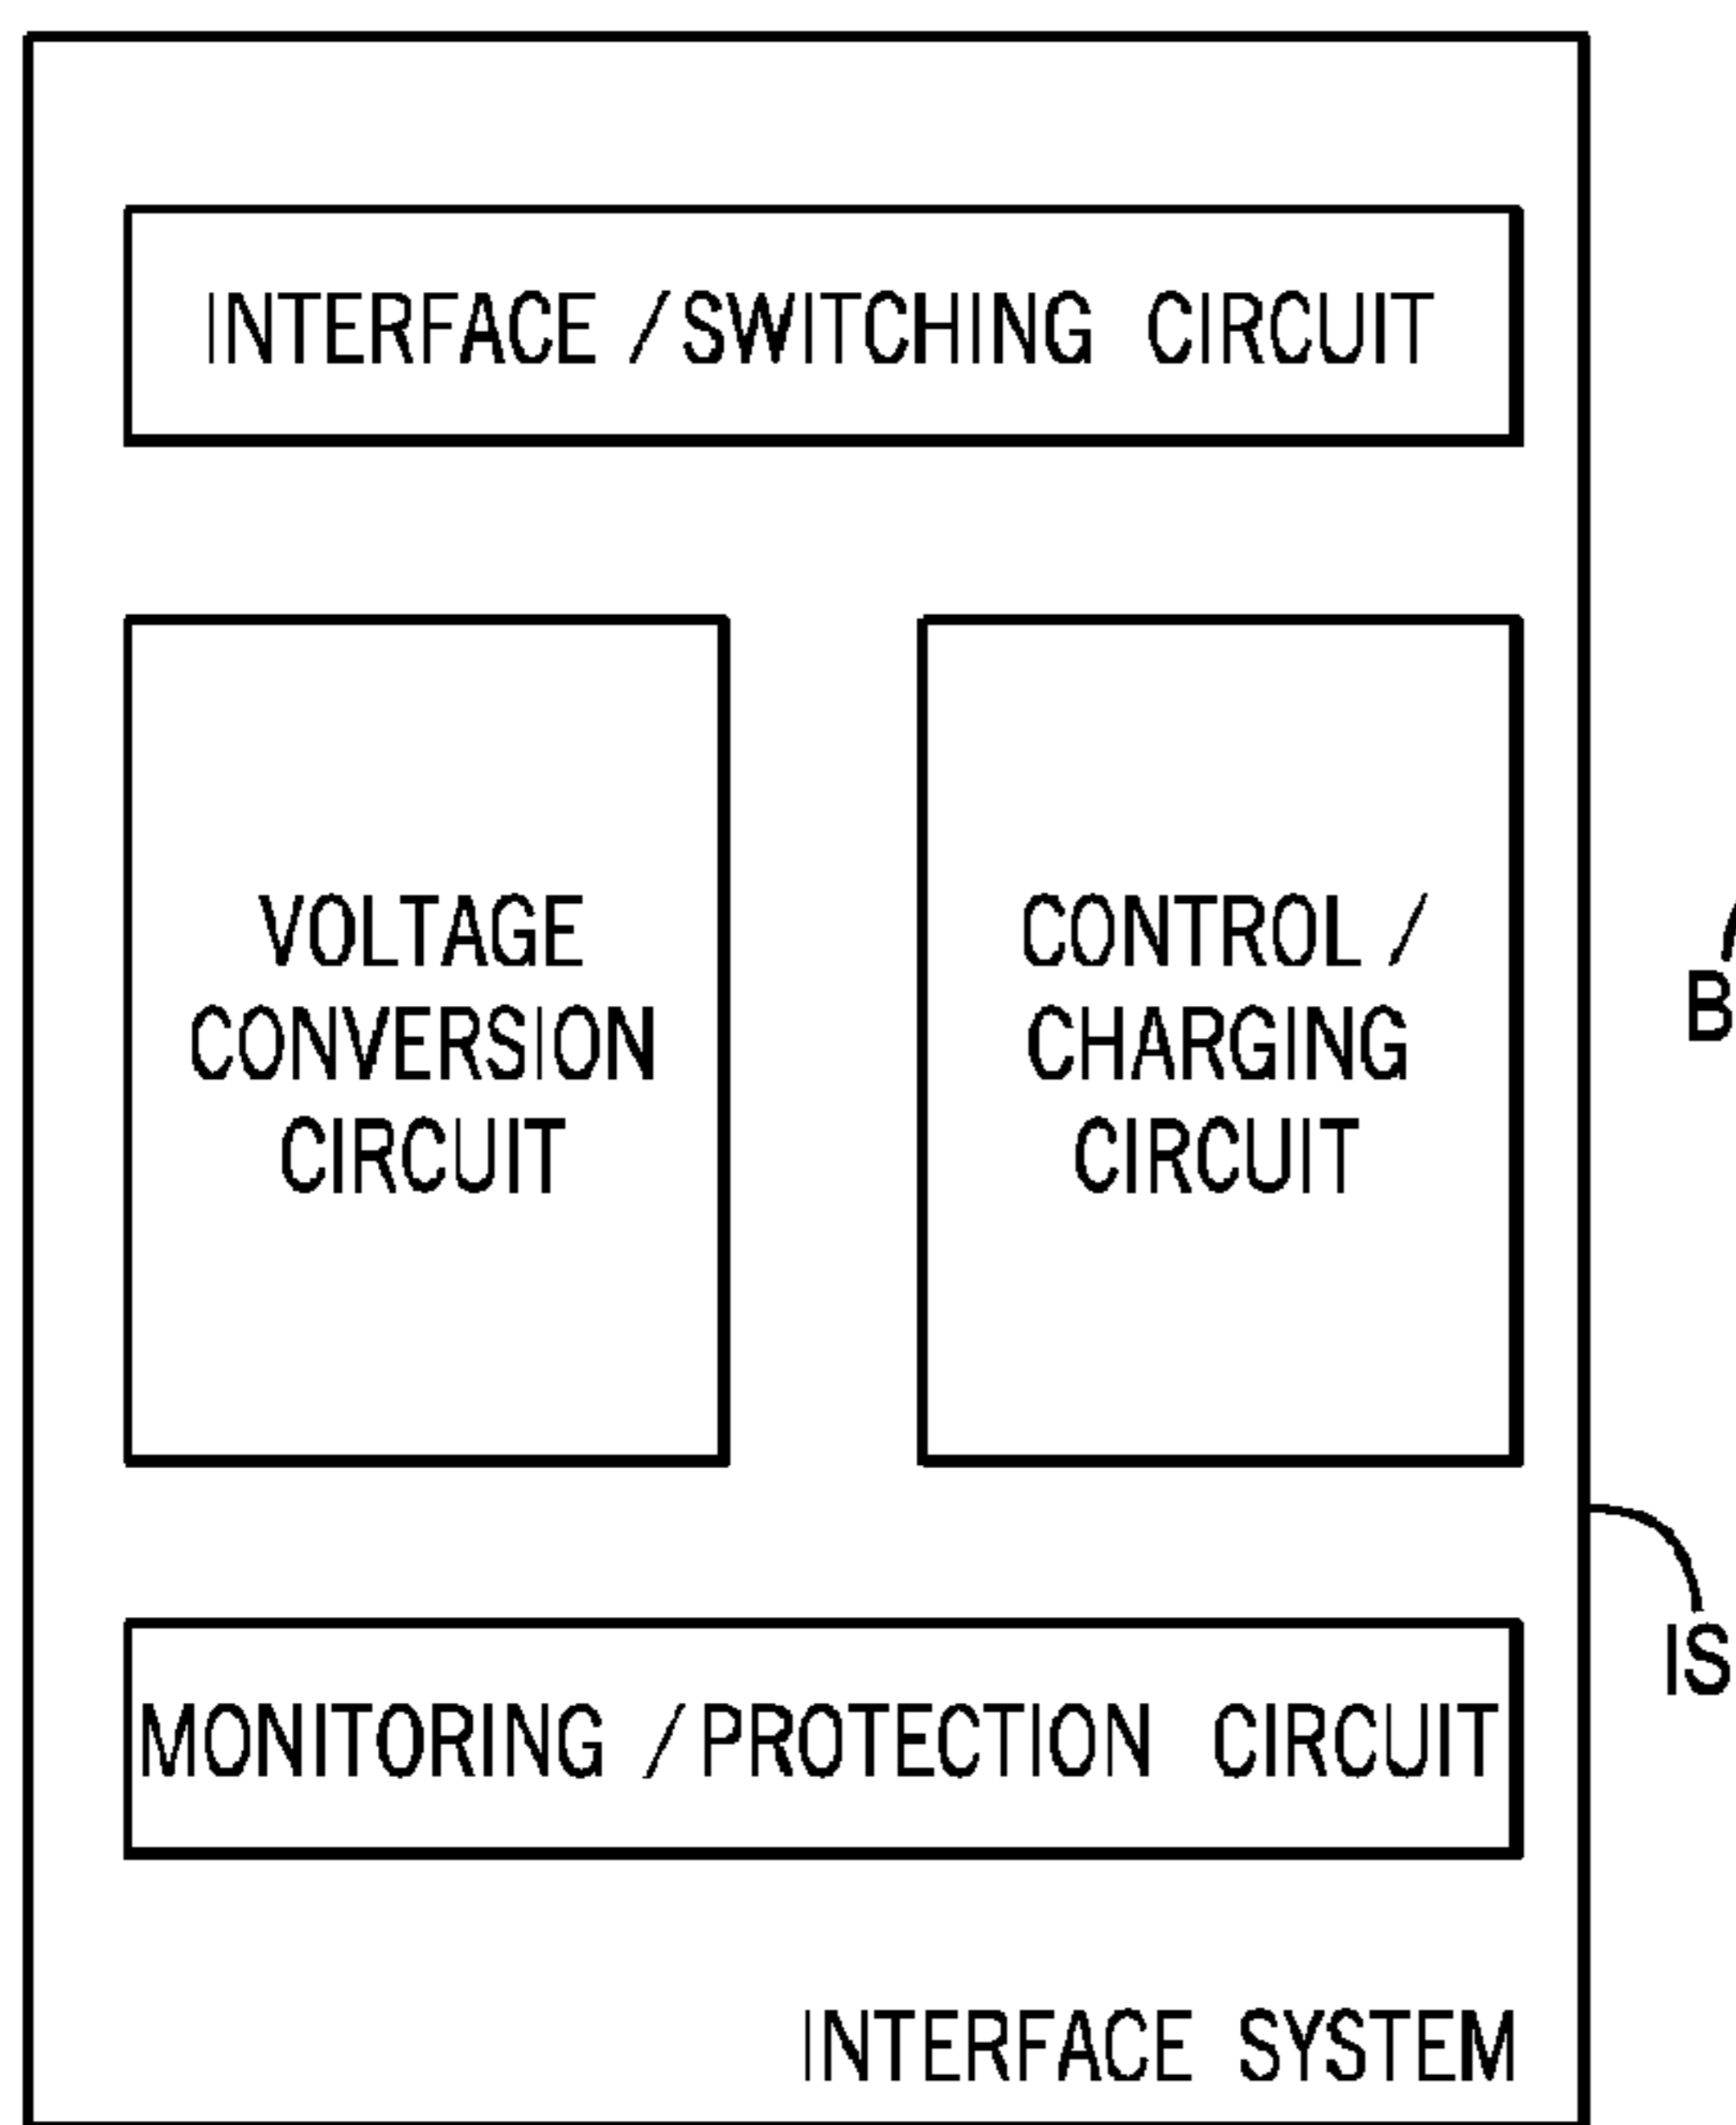 INTERFACE /SWITCHING CIRCUIT
VOLTAGE
CONVERSION
CIRCUIT
CONTROL /
CHARGING
CIRCUIT
B
IS
MONITORING /PROTECTION CIRCUIT
INTERFACE SYSTEM